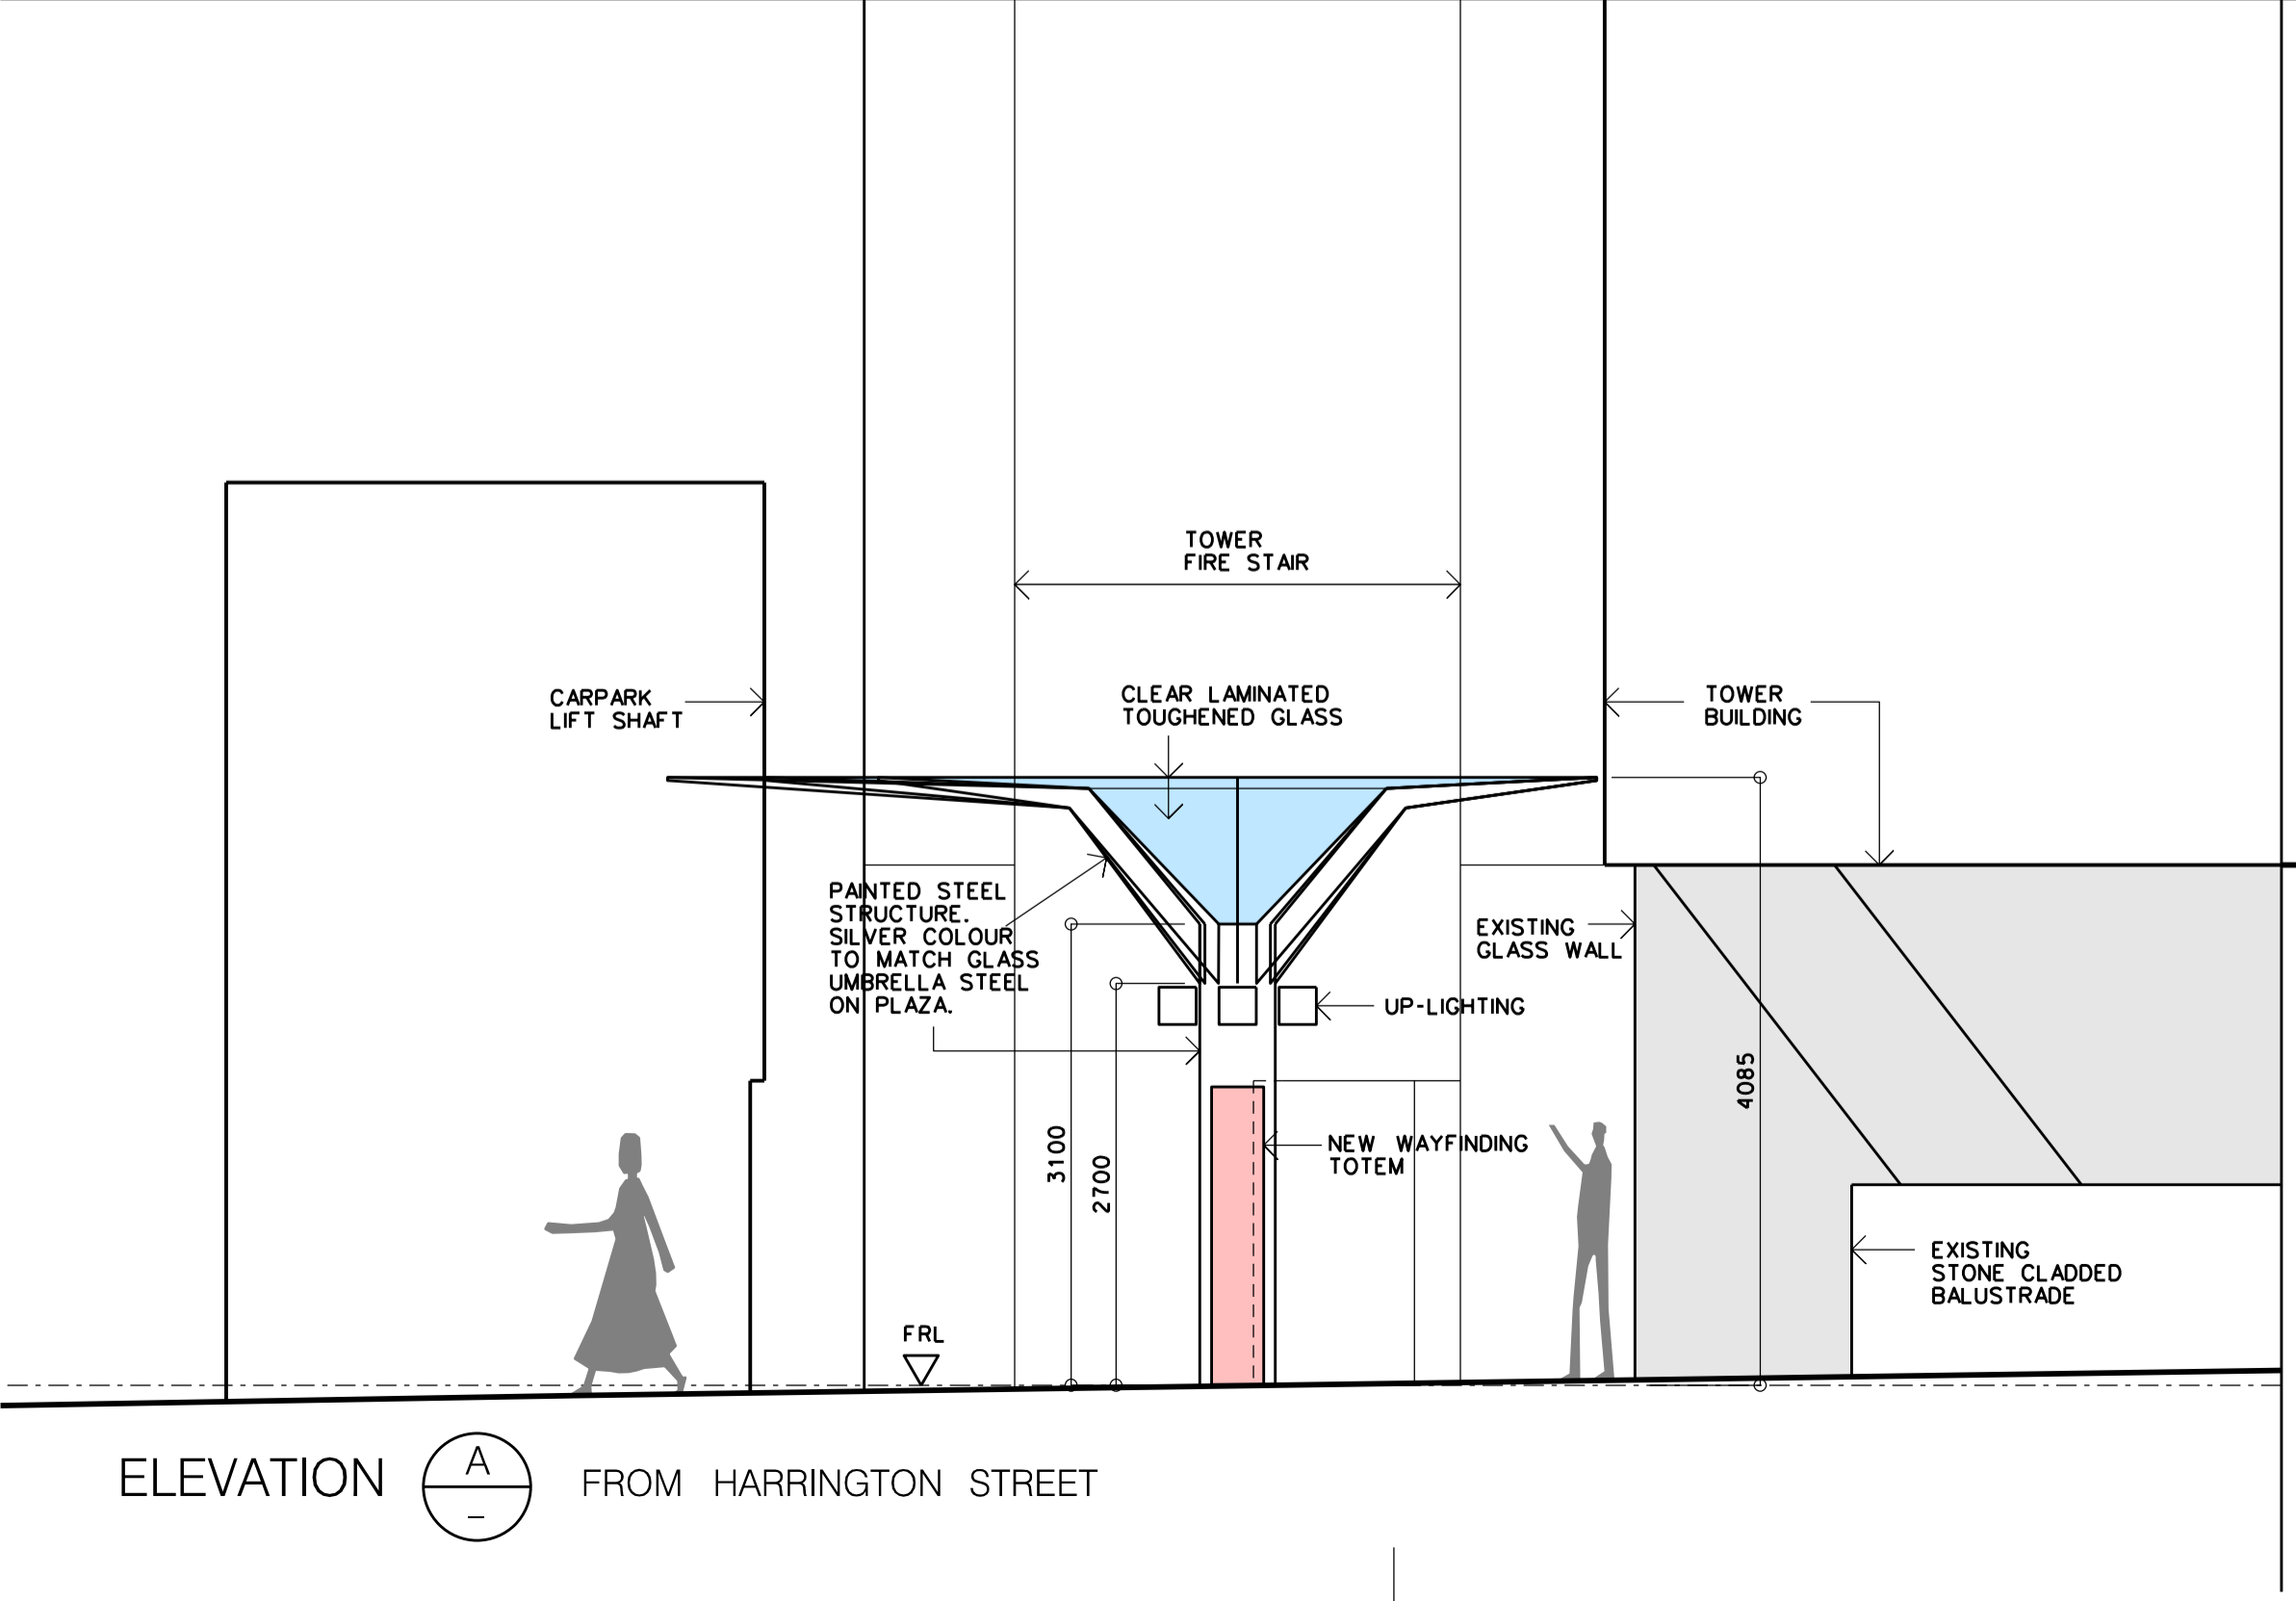 TOWER
FIRE STAIR
CARPARK
LIFT SHAFT
CLEAR LAMINATED
TOUGHENED GLASS
TOWER
BUILDING
PAINTED STEEL
STRUCTURE.
SILVER COLOUR
TO MATCH GLASS
UMBRELLA STEEL
ON PLAZA.
EXISTING
GLASS WALL
UP-LIGHTING
4085
3100
2700
NEW WAYFINDING
TOTEM
EXISTING
STONE CLADDED
BALUSTRADE
FRL
ELEVATION A – FROM HARRINGTON STREET